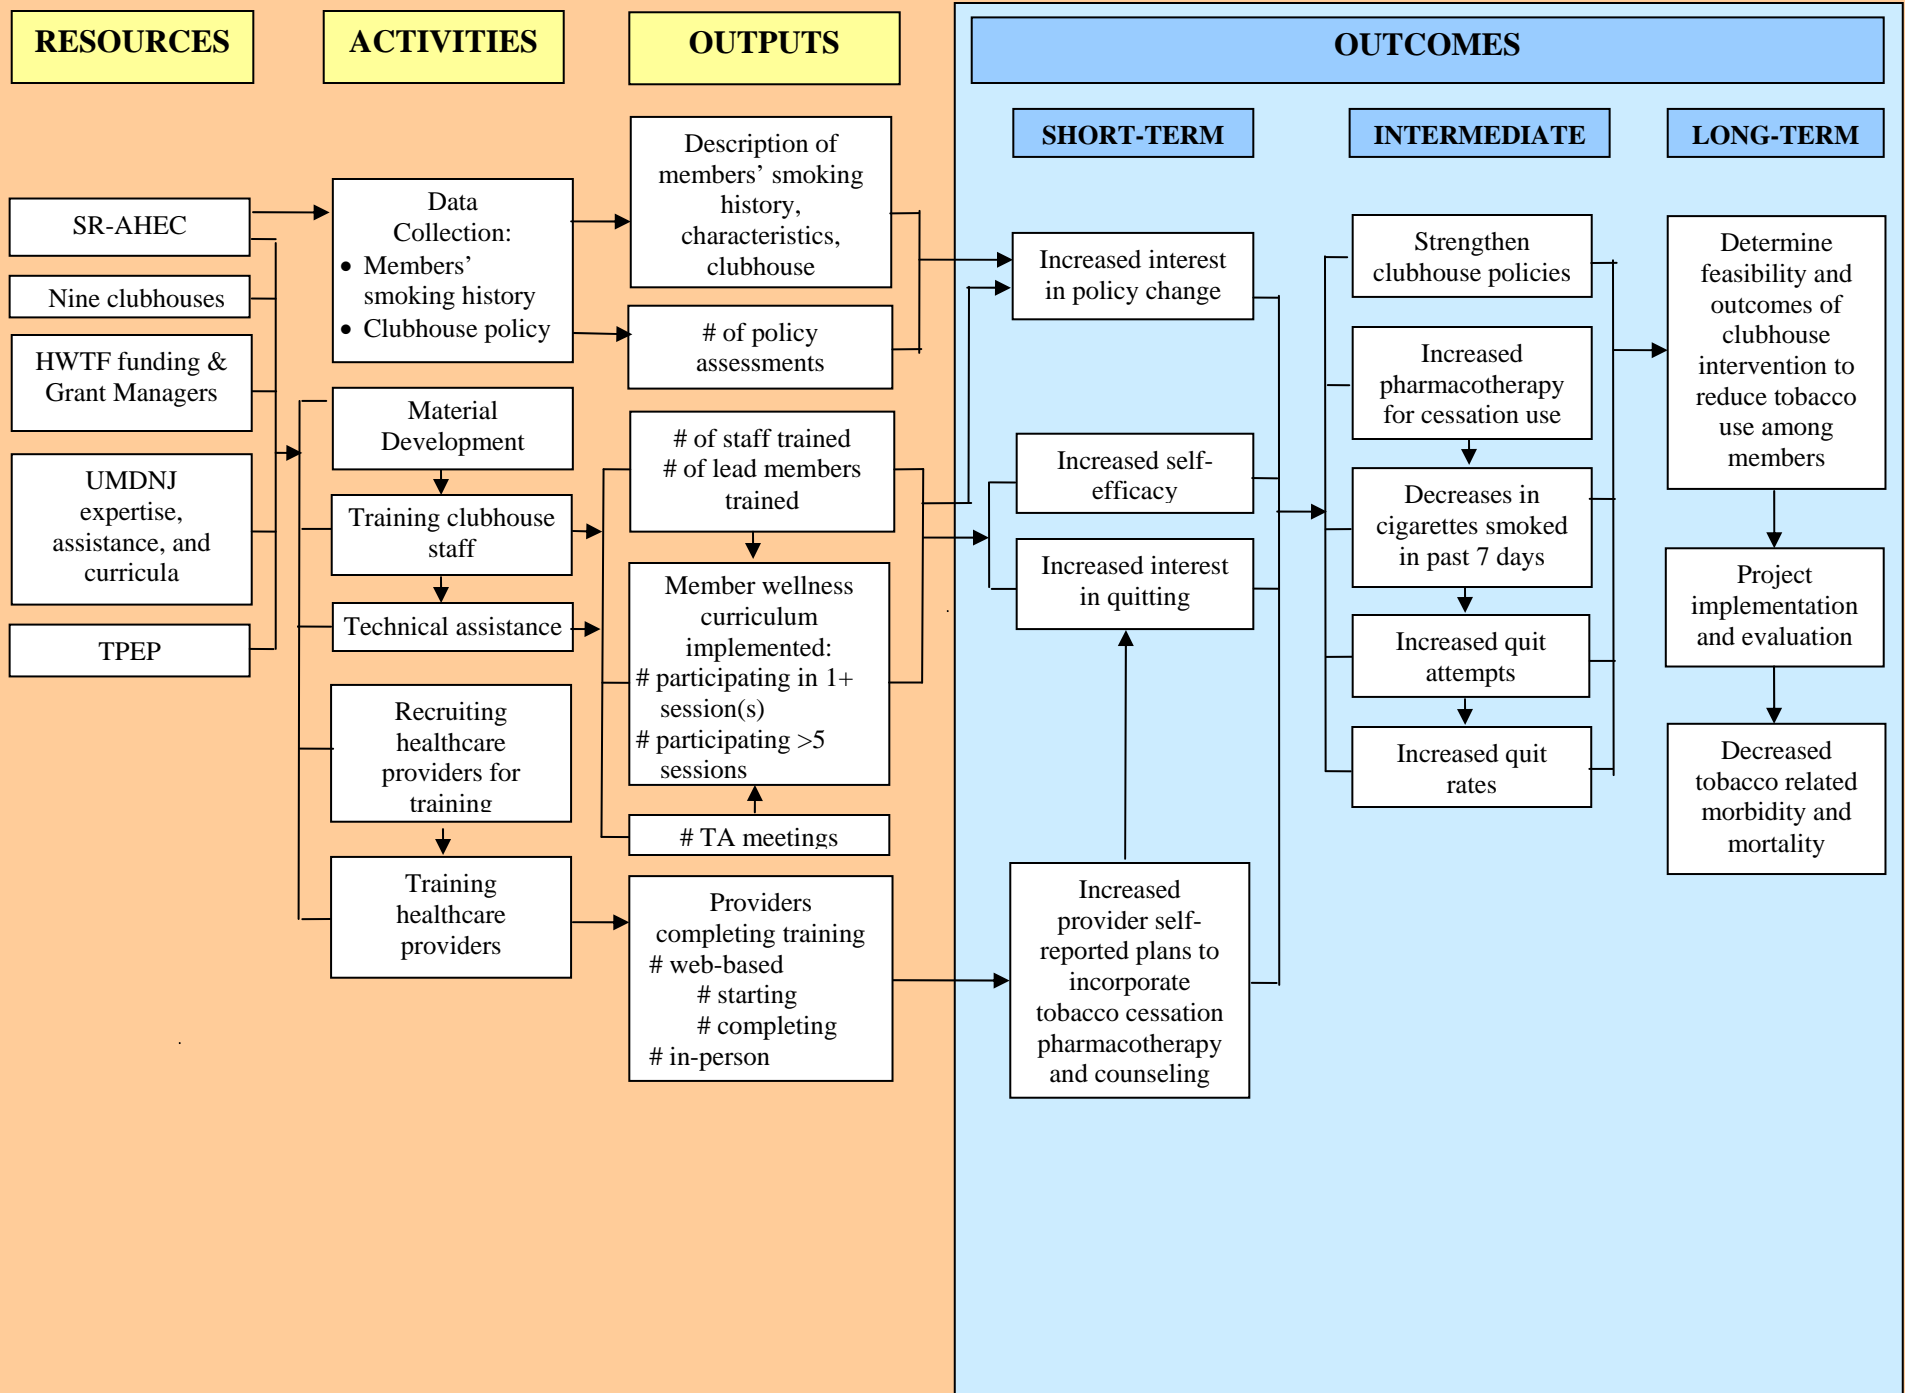 RESOURCES
ACTIVITIES
OUTPUTS
OUTCOMES
SHORT-TERM
INTERMEDIATE
LONG-TERM
SR-AHEC
Nine clubhouses
HWTF funding &
Grant Managers
UMDNJ
expertise,
assistance, and
curricula
TPEP
Data
Collection:
• Members’
smoking history
• Clubhouse policy
Material
Development
Training clubhouse
staff
Technical assistance
Recruiting
healthcare
providers for
training
Training
healthcare
providers
Description of
members’ smoking
history,
characteristics,
clubhouse
# of policy
assessments
# of staff trained
# of lead members
trained
Member wellness
curriculum
implemented:
# participating in 1+
session(s)
# participating >5
sessions
# TA meetings
Providers
completing training
# web-based
# starting
# completing
# in-person
Increased interest
in policy change
Increased self-
efficacy
Increased interest
in quitting
Increased
provider self-
reported plans to
incorporate
tobacco cessation
pharmacotherapy
and counseling
Strengthen
clubhouse policies
Increased
pharmacotherapy
for cessation use
Decreases in
cigarettes smoked
in past 7 days
Increased quit
attempts
Increased quit
rates
Determine
feasibility and
outcomes of
clubhouse
intervention to
reduce tobacco
use among
members
Project
implementation
and evaluation
Decreased
tobacco related
morbidity and
mortality